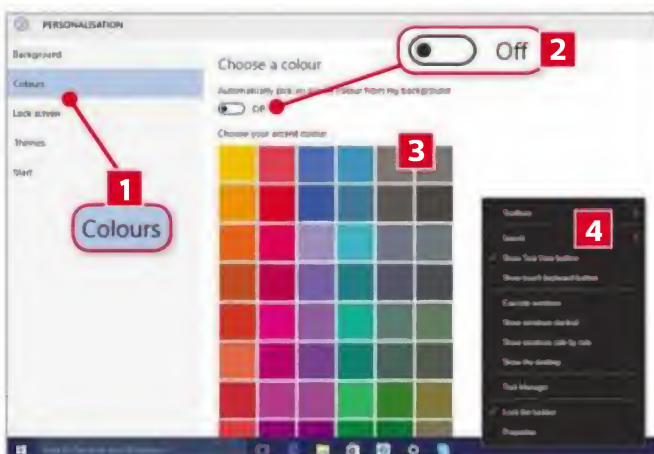 PERSONALISATION
Background
Colours
Lock screen
Themes
Start
Choose a colour
Automatically pick an accent colour from my background
Off
Choose your accent colour
1
Colours
2
Off
3
4
Toolbars
Search
Show Task View button
Show touch keyboard button
Cascade windows
Show windows stacked
Show windows side by side
Show the desktop
Task Manager
Lock the taskbar
Properties